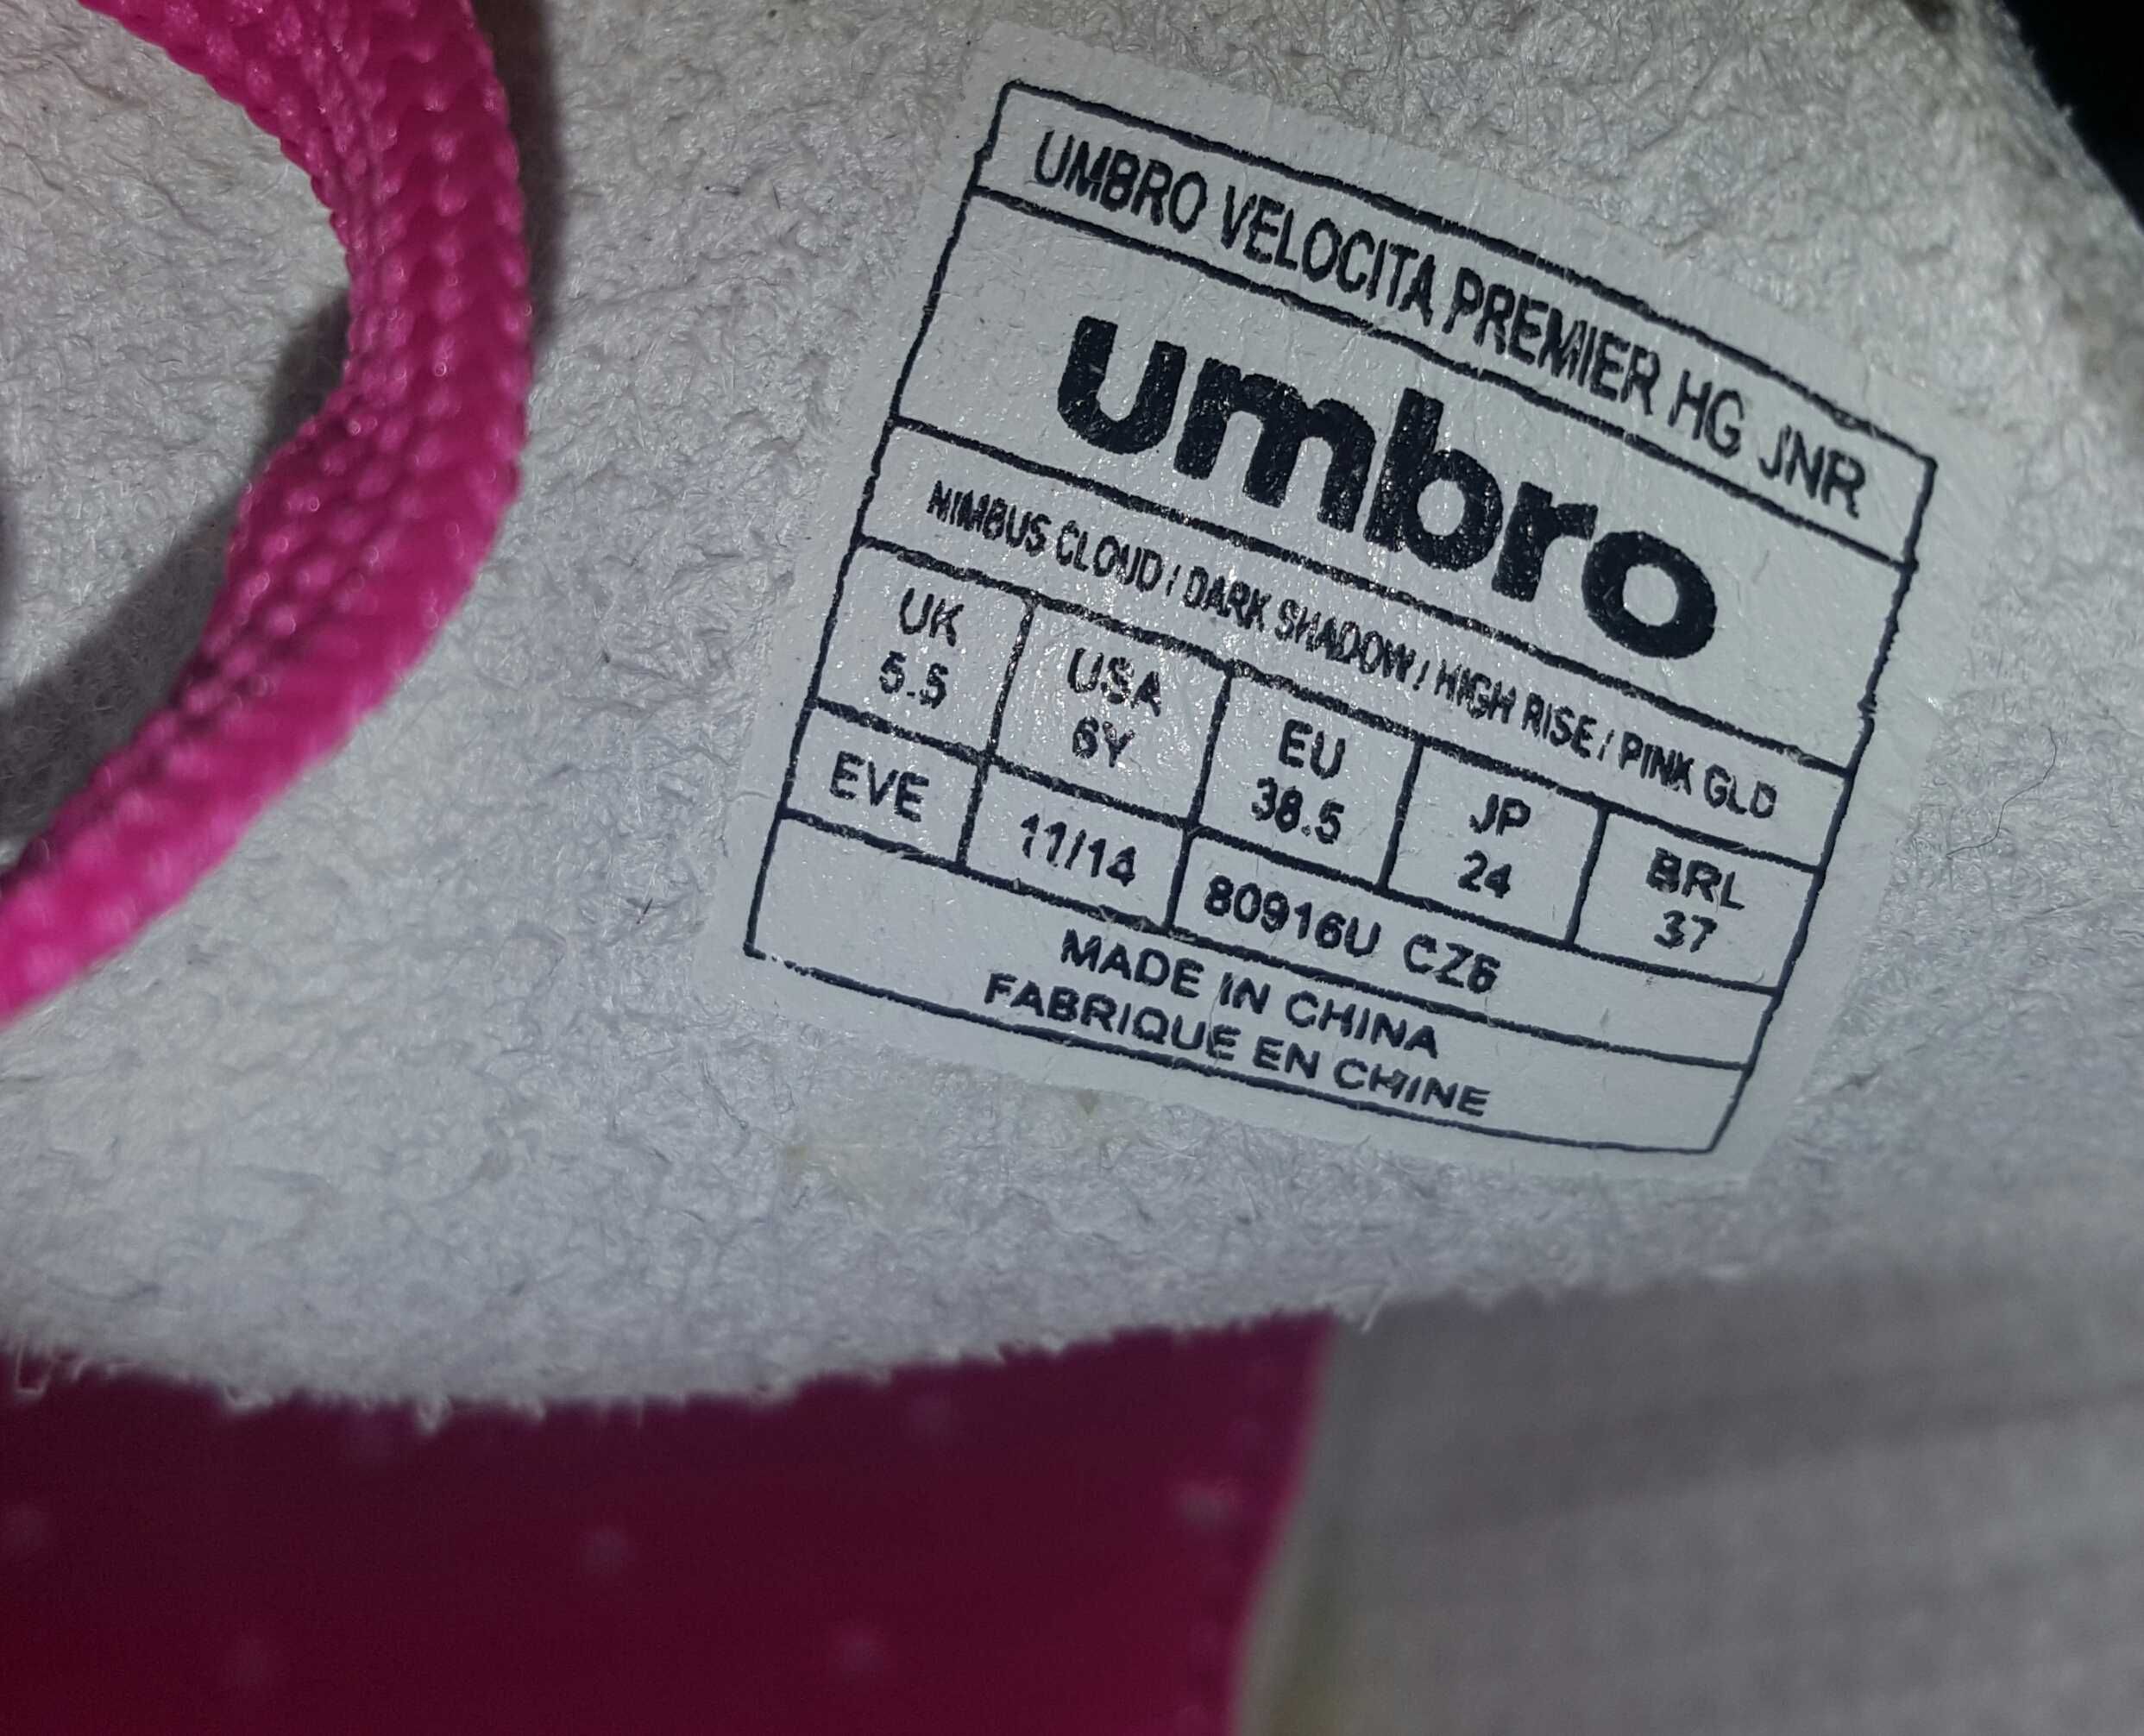 UMBRO VELOCITA PREMIER HG JNR
umbro
NIMBUS CLOUD / DARK SHADOW / HIGH RISE / PINK GLD
UK USA EU JP BRL
5.5 6Y 38.5 24 37
EVE 11/14 80916U CZ6
MADE IN CHINA
FABRIQUE EN CHINE